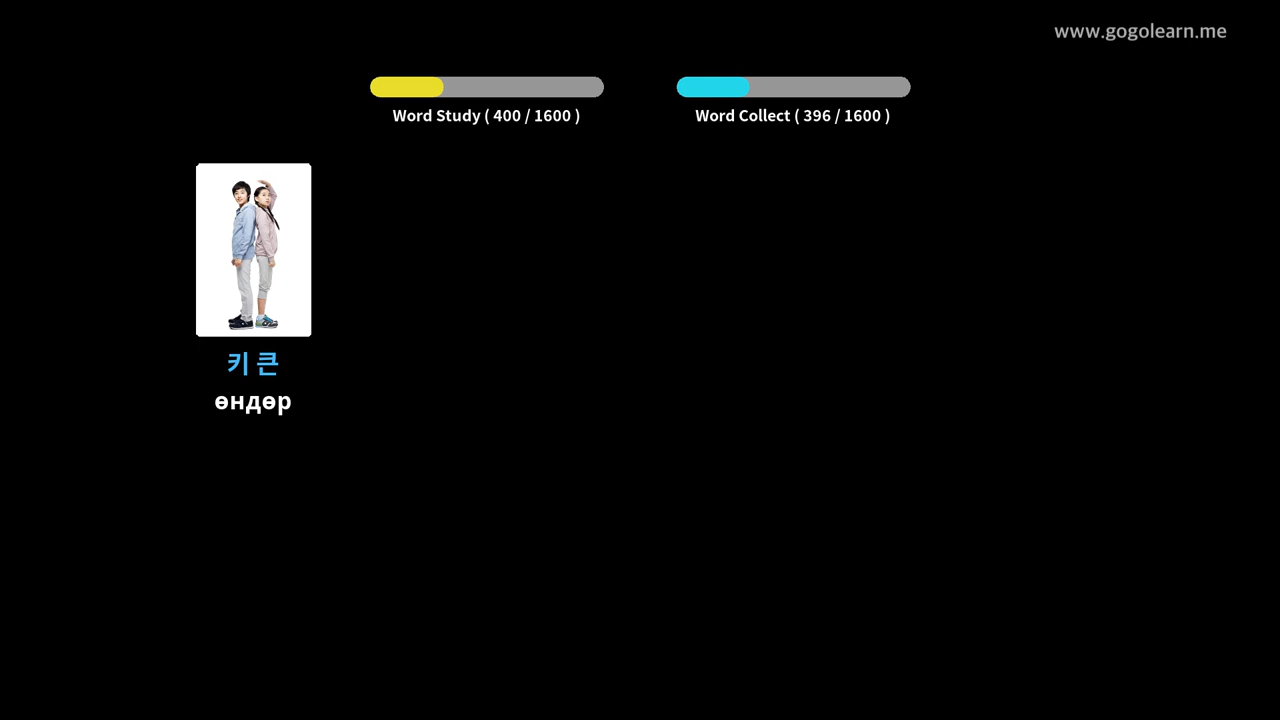 www.gogolearn.me
Word Study ( 400 / 1600 )
Word Collect ( 396 / 1600 )
키 큰
өндөр